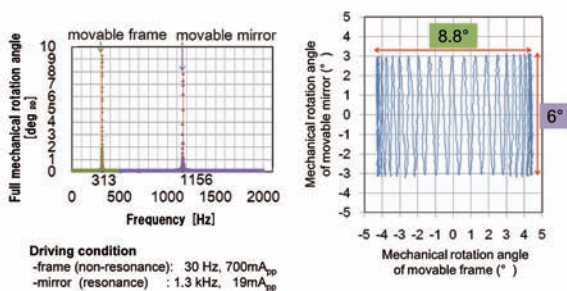 movable frame
movable mirror
Full mechanical rotation angle
[deg pp]
10
9
8
7
6
5
4
3
2
1
0
313
1156
0
500
1000
1500
2000
Frequency [Hz]
Driving condition
-frame (non-resonance): 30 Hz, 700mApp
-mirror (resonance) : 1.3 kHz, 19mApp
Mechanical rotation angle
of movable mirror (°)
5
4
3
2
1
0
-1
-2
-3
-4
-5
8.8°
6°
-5 -4 -3 -2 -1 0 1 2 3 4 5
Mechanical rotation angle
of movable frame (°)